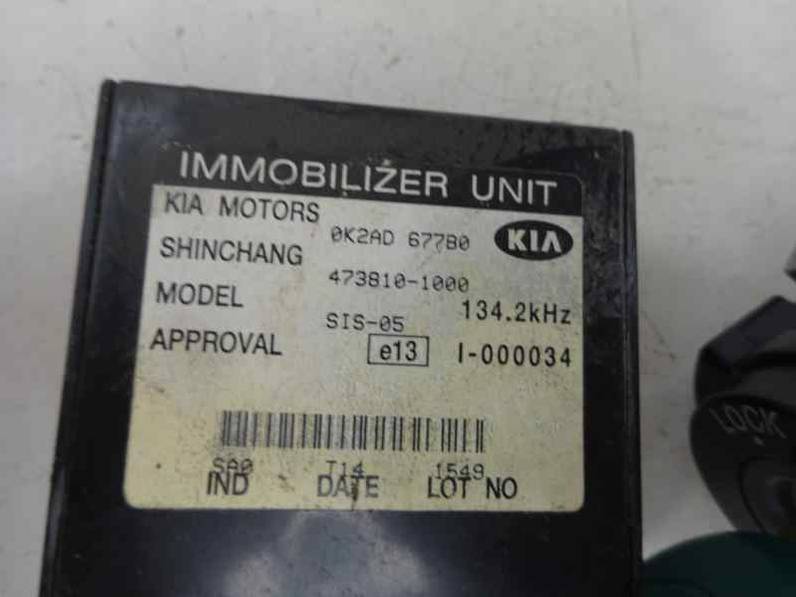 IMMOBILIZER UNIT
KIA MOTORS 0K2AD 677B0 KIA
SHINCHANG 473810-1000
MODEL SIS-05 134.2kHz
APPROVAL e13 I-000034
SA0 T14 1549
IND DATE LOT NO
LOCK